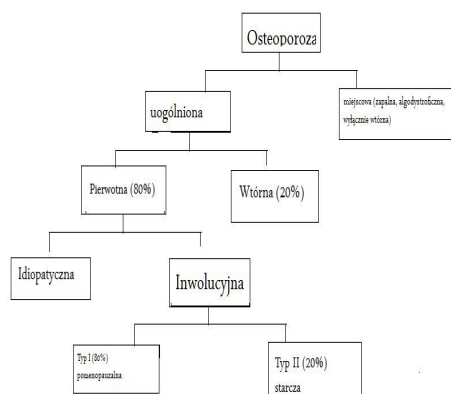 Osteoporoza
uogólniona
miejscowa (zapalna, algodystroficzna,
wyłącznie wtórna)
Pierwotna (80%)
Wtórna (20%)
Idiopatyczna
Inwolucyjna
Typ I (80%)
pomenopauzalna
Typ II (20%)
starcza